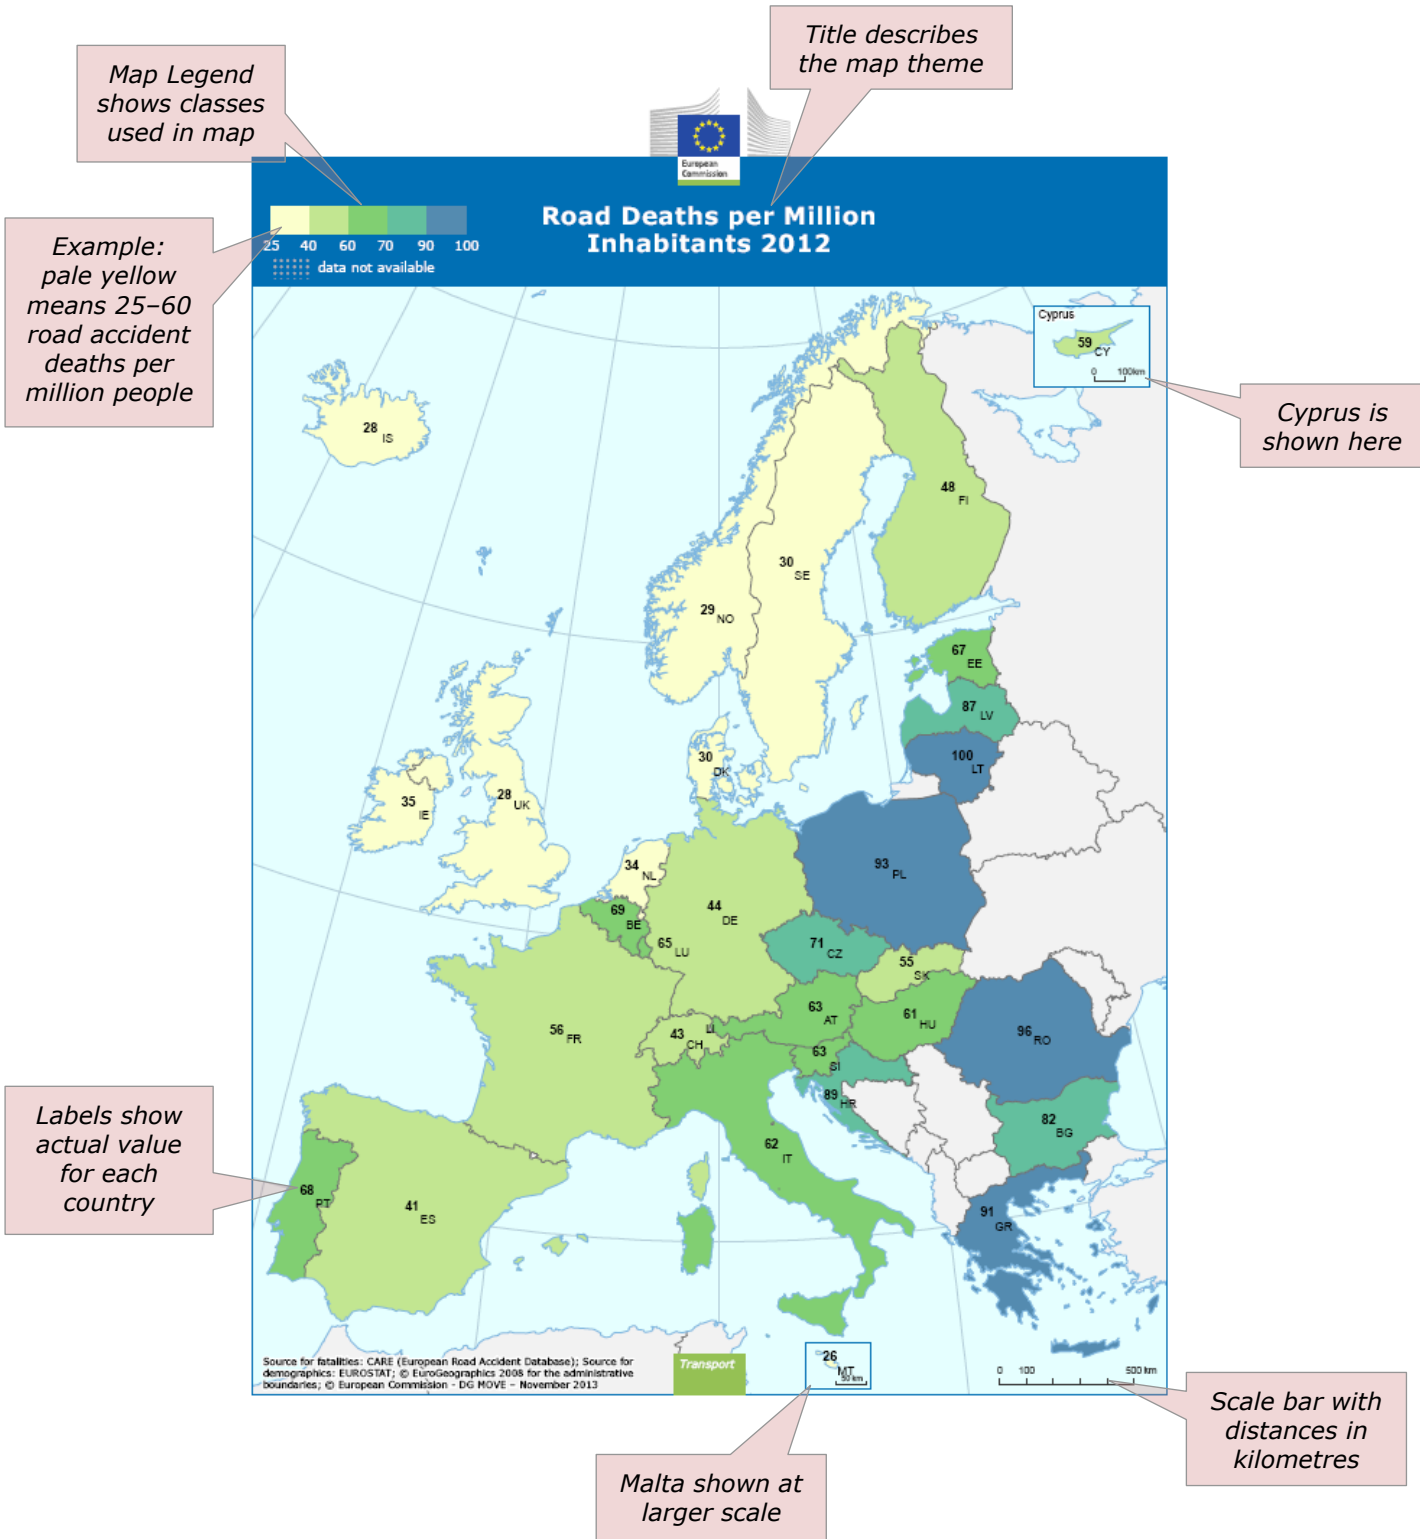 Title describes
the map theme
Map Legend
shows classes
used in map
European
Commission
Road Deaths per Million
Inhabitants 2012
25 40 60 70 90 100
data not available
Example:
pale yellow
means 25–60
road accident
deaths per
million people
Cyprus
59 CY
0 100km
Cyprus is
shown here
28 IS
48 FI
30 SE
29 NO
67 EE
87 LV
100 LT
30 DK
35 IE
28 UK
34 NL
93 PL
69 BE
44 DE
65 LU
71 CZ
55 SK
63 AT
61 HU
56 FR
43 CH
LI
96 RO
63 SI
89 HR
82 BG
62 IT
Labels show
actual value
for each
country
68 PT
41 ES
91 GR
Source for fatalities: CARE (European Road Accident Database); Source for
demographics: EUROSTAT; © EuroGeographics 2008 for the administrative
boundaries; © European Commission - DG MOVE – November 2013
Transport
26 MT
50 km
0 100 500 km
Scale bar with
distances in
kilometres
Malta shown at
larger scale